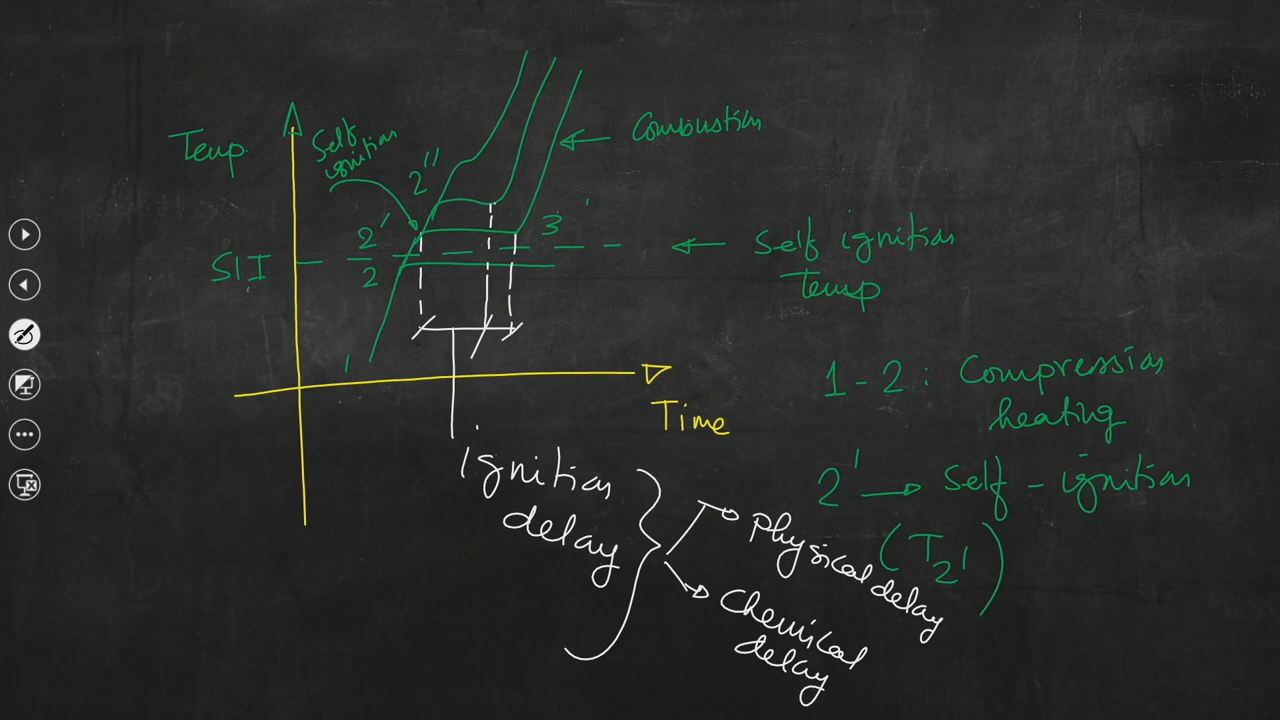 Temp.
Self
ignition
Combustion
2''
2'
3'
SIT
2
Self ignition
Temp
1
Time
1-2: Compression
heating
ignition
delay
2' → Self-ignition
(T2')
Physical delay
Chemical
delay